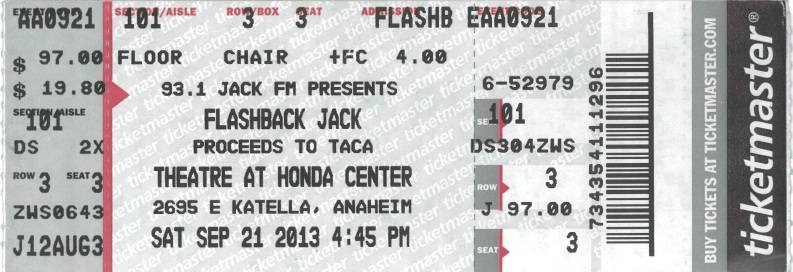 AA0921
$ 97.00
$ 19.80
SECTION/AISLE
101
DS 2X
ROW 3 SEAT 3
ZWS0643
J12AUG3
SECTION/AISLE ROW/BOX SEAT ADMISSION
101 3 3 FLASHB EAA0921
FLOOR CHAIR +FC 4.00
93.1 JACK FM PRESENTS
FLASHBACK JACK
PROCEEDS TO TACA
THEATRE AT HONDA CENTER
2695 E KATELLA, ANAHEIM
SAT SEP 21 2013 4:45 PM
6-52979
101
DS304ZWS
ROW 3
J 97.00
SEAT 3
734354111296
BUY TICKETS AT TICKETMASTER.COM
ticketmaster®